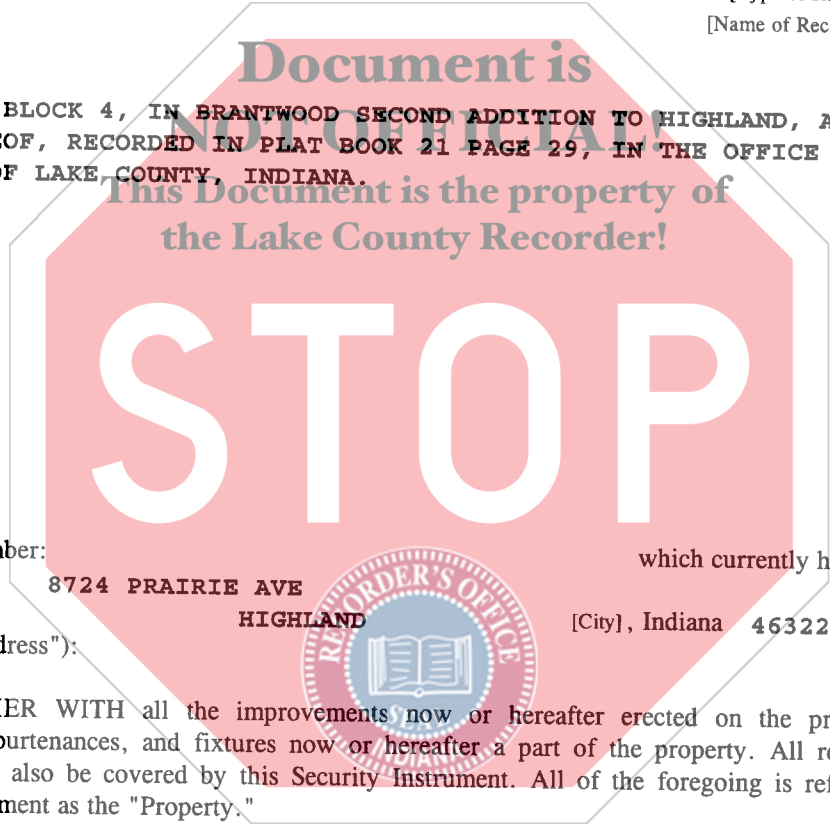 [Name of Rec
Document is
BLOCK 4, IN BRANTWOOD SECOND ADDITION TO HIGHLAND, A
NOT OFFICIAL!
OF, RECORDED IN PLAT BOOK 21 PAGE 29, IN THE OFFICE
F LAKE COUNTY, INDIANA.
This Document is the property of
the Lake County Recorder!
STOP
ber:
which currently h
8724 PRAIRIE AVE
HIGHLAND
[City], Indiana 46322
dress"):
RECORDER'S OFFICE
SEAL
INDIANA
ER WITH all the improvements now or hereafter erected on the pr
purtenances, and fixtures now or hereafter a part of the property. All re
also be covered by this Security Instrument. All of the foregoing is ref
ment as the "Property."